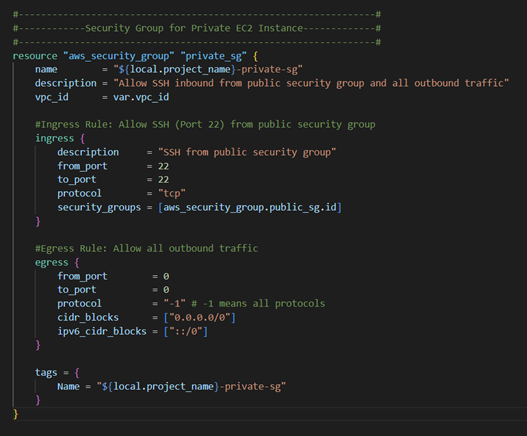 #----------------------------------------------------------------#
#------------Security Group for Private EC2 Instance-------------#
#----------------------------------------------------------------#
resource "aws_security_group" "private_sg" {
    name        = "${local.project_name}-private-sg"
    description = "Allow SSH inbound from public security group and all outbound traffic"
    vpc_id      = var.vpc_id

    #Ingress Rule: Allow SSH (Port 22) from public security group
    ingress {
        description     = "SSH from public security group"
        from_port       = 22
        to_port         = 22
        protocol        = "tcp"
        security_groups = [aws_security_group.public_sg.id]
    }

    #Egress Rule: Allow all outbound traffic
    egress {
        from_port        = 0
        to_port          = 0
        protocol         = "-1" # -1 means all protocols
        cidr_blocks      = ["0.0.0.0/0"]
        ipv6_cidr_blocks = ["::/0"]
    }

    tags = {
        Name = "${local.project_name}-private-sg"
    }
}